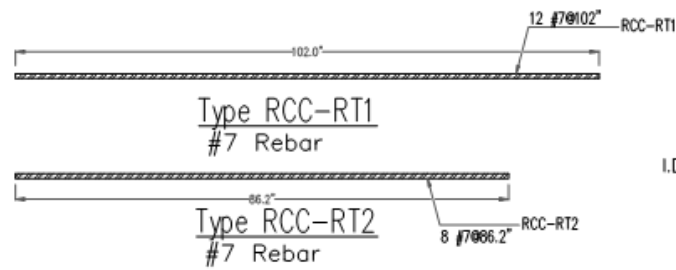 12 #7@102" RCC-RT1
102.0"
Type RCC-RT1
#7 Rebar
I.D
86.2"
Type RCC-RT2
8 #7@86.2" RCC-RT2
#7 Rebar